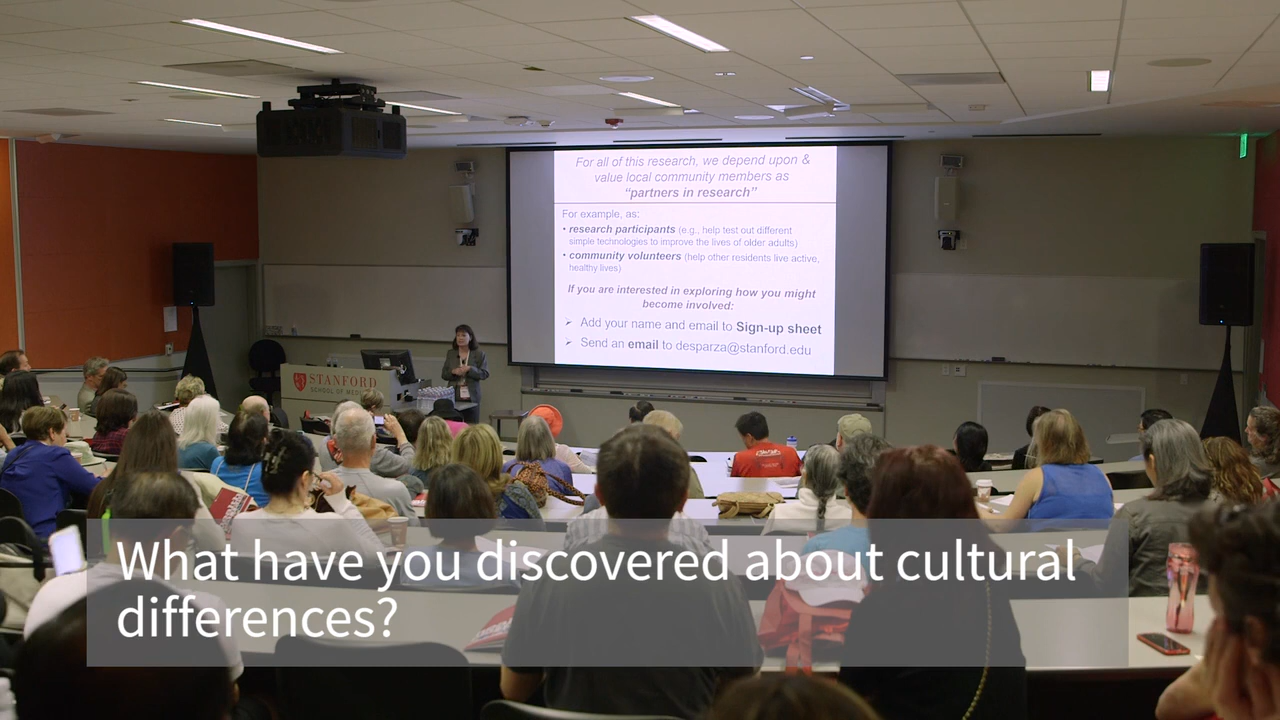 For all of this research, we depend upon &
value local community members as
“partners in research”
For example, as:
• research participants (e.g., help test out different
simple technologies to improve the lives of older adults)
• community volunteers (help other residents live active,
healthy lives)
If you are interested in exploring how you might
become involved:
➢ Add your name and email to Sign-up sheet
➢ Send an email to desparza@stanford.edu
STANFORD
SCHOOL OF MEDICINE
What have you discovered about cultural
differences?